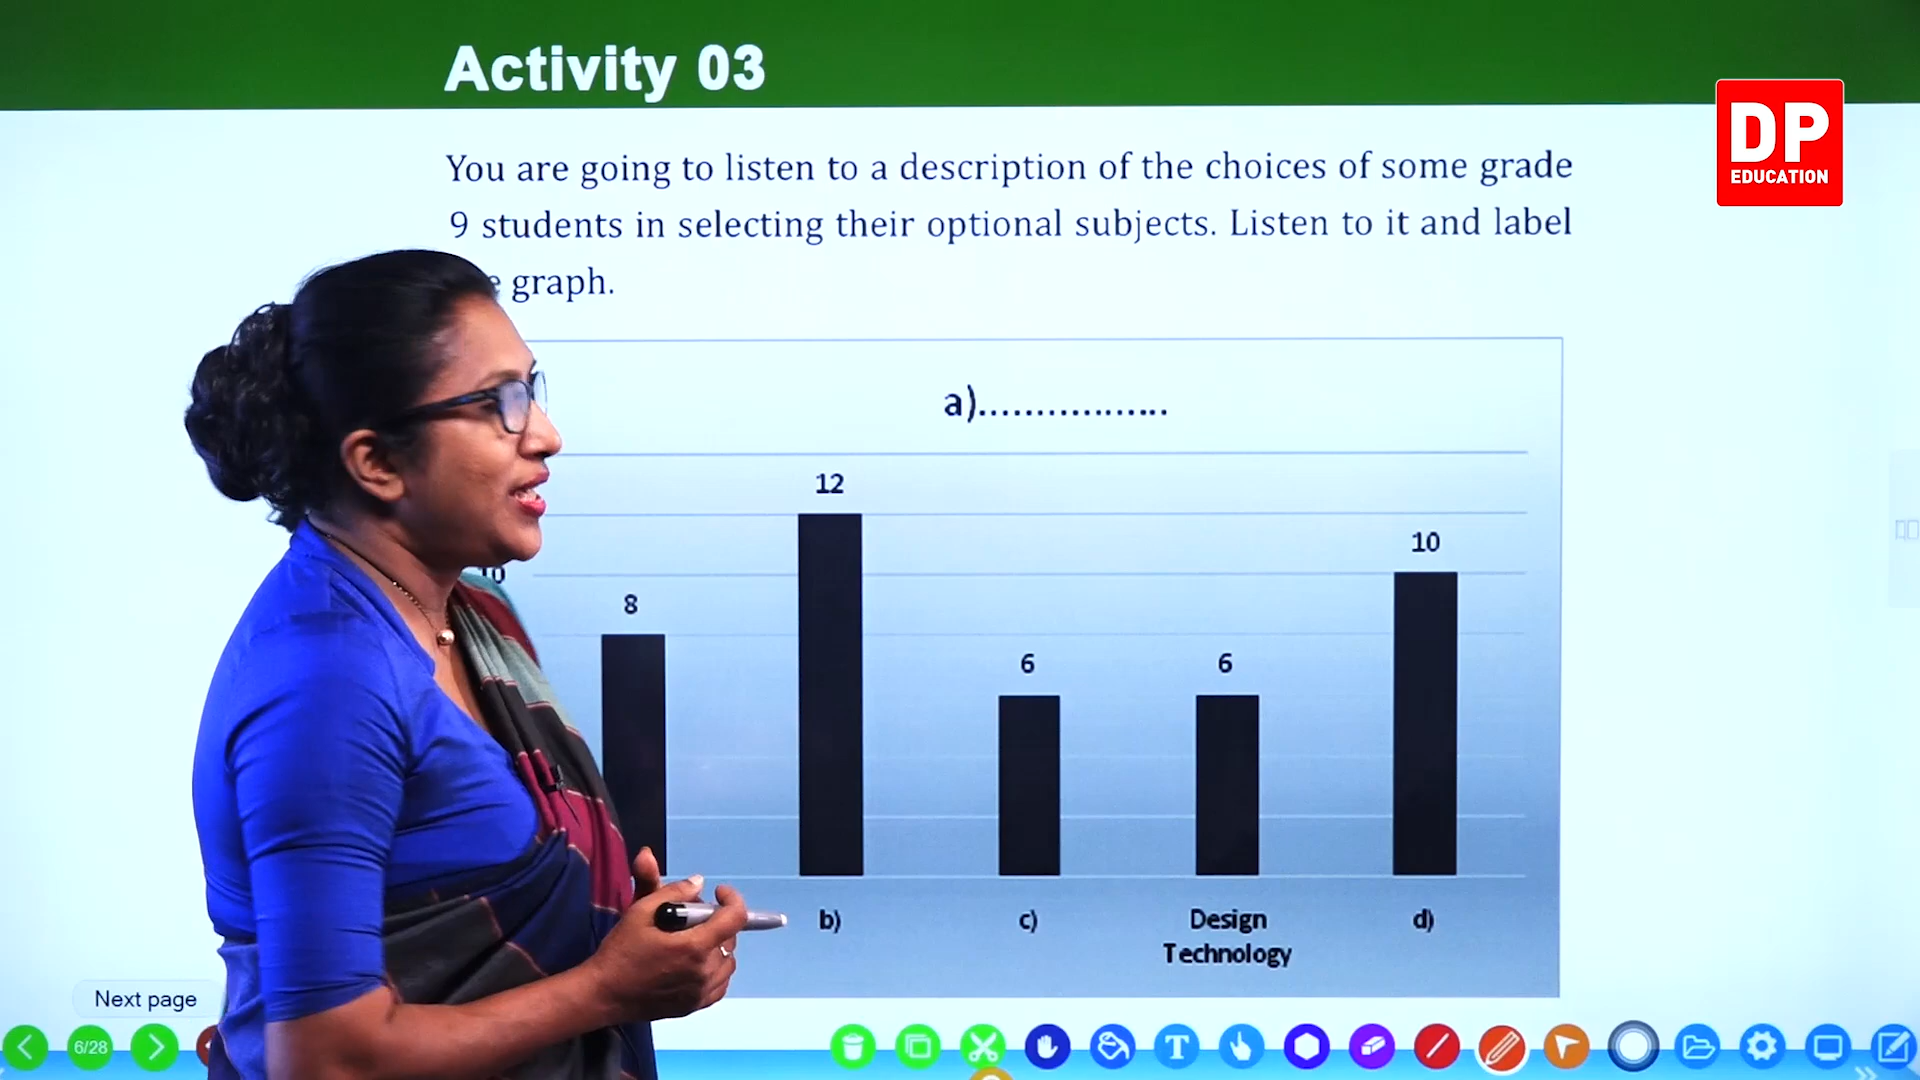 Activity 03
DP
EDUCATION
You are going to listen to a description of the choices of some grade
9 students in selecting their optional subjects. Listen to it and label
graph.
a).................
12
10
10
8
6
6
b)
c)
Design
d)
Technology
Next page
6/28
T